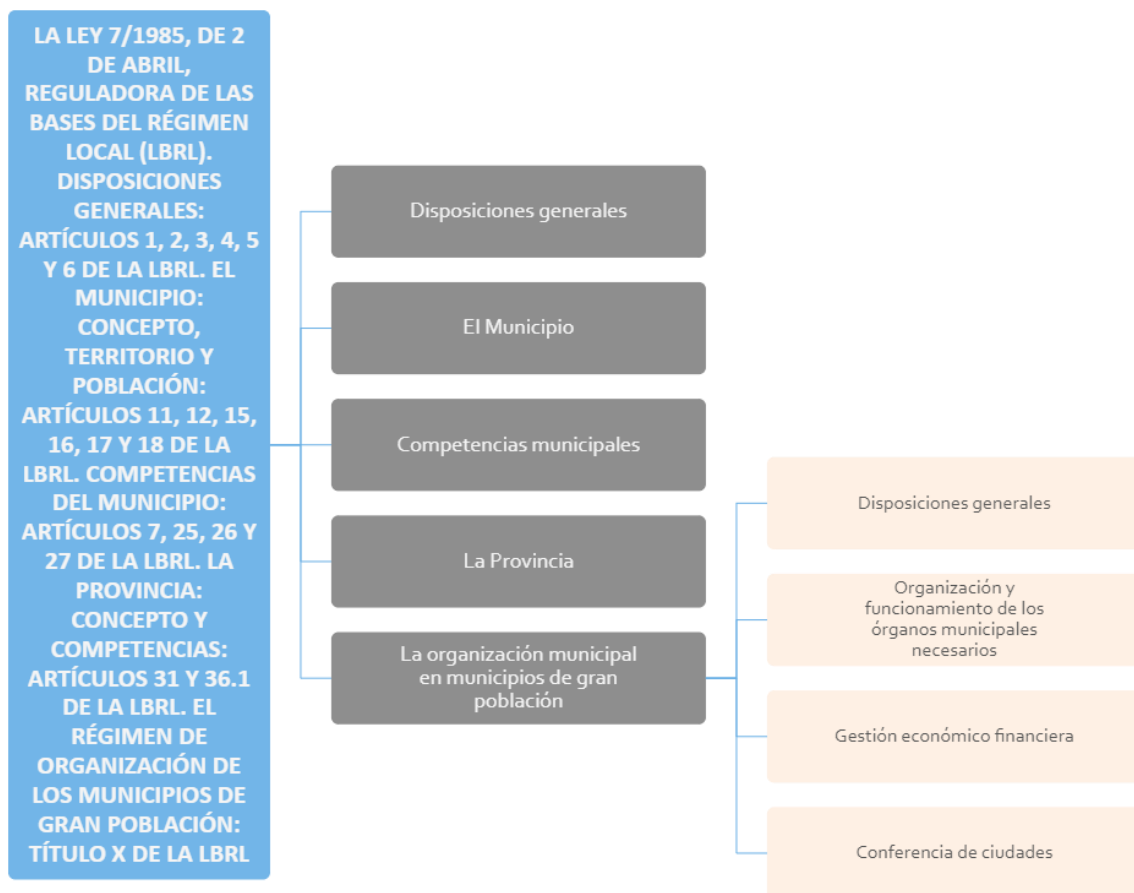 LA LEY 7/1985, DE 2
DE ABRIL,
REGULADORA DE LAS
BASES DEL RÉGIMEN
LOCAL (LBRL).
DISPOSICIONES
GENERALES:
ARTÍCULOS 1, 2, 3, 4, 5
Y 6 DE LA LBRL. EL
MUNICIPIO:
CONCEPTO,
TERRITORIO Y
POBLACIÓN:
ARTÍCULOS 11, 12, 15,
16, 17 Y 18 DE LA
LBRL. COMPETENCIAS
DEL MUNICIPIO:
ARTÍCULOS 7, 25, 26 Y
27 DE LA LBRL. LA
PROVINCIA:
CONCEPTO Y
COMPETENCIAS:
ARTÍCULOS 31 Y 36.1
DE LA LBRL. EL
RÉGIMEN DE
ORGANIZACIÓN DE
LOS MUNICIPIOS DE
GRAN POBLACIÓN:
TÍTULO X DE LA LBRL
Disposiciones generales
El Municipio
Competencias municipales
La Provincia
La organización municipal
en municipios de gran
población
Disposiciones generales
Organización y
funcionamiento de los
órganos municipales
necesarios
Gestión económico financiera
Conferencia de ciudades